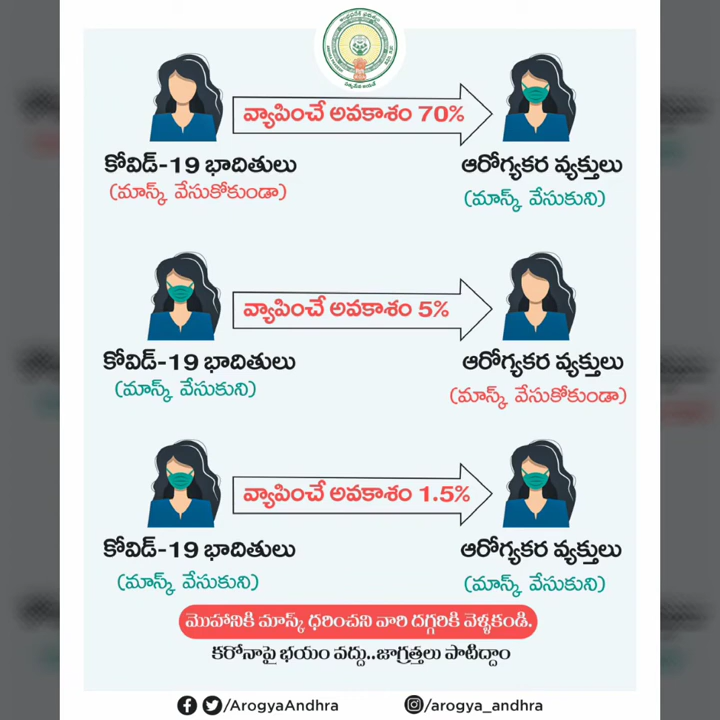 వ్యాపించే అవకాశం 70%
కోవిడ్-19 భాదితులు
(మాస్క్ వేసుకోకుండా)
ఆరోగ్యకర వ్యక్తులు
(మాస్క్ వేసుకుని)
వ్యాపించే అవకాశం 5%
కోవిడ్-19 భాదితులు
(మాస్క్ వేసుకుని)
ఆరోగ్యకర వ్యక్తులు
(మాస్క్ వేసుకోకుండా)
వ్యాపించే అవకాశం 1.5%
కోవిడ్-19 భాదితులు
(మాస్క్ వేసుకుని)
ఆరోగ్యకర వ్యక్తులు
(మాస్క్ వేసుకుని)
మొహానికి మాస్క్ ధరించని వారి దగ్గరికి వెళ్ళకండి.
కరోనాపై భయం వద్దు..జాగ్రత్తలు పాటిద్దాం
/ArogyaAndhra
/arogya_andhra